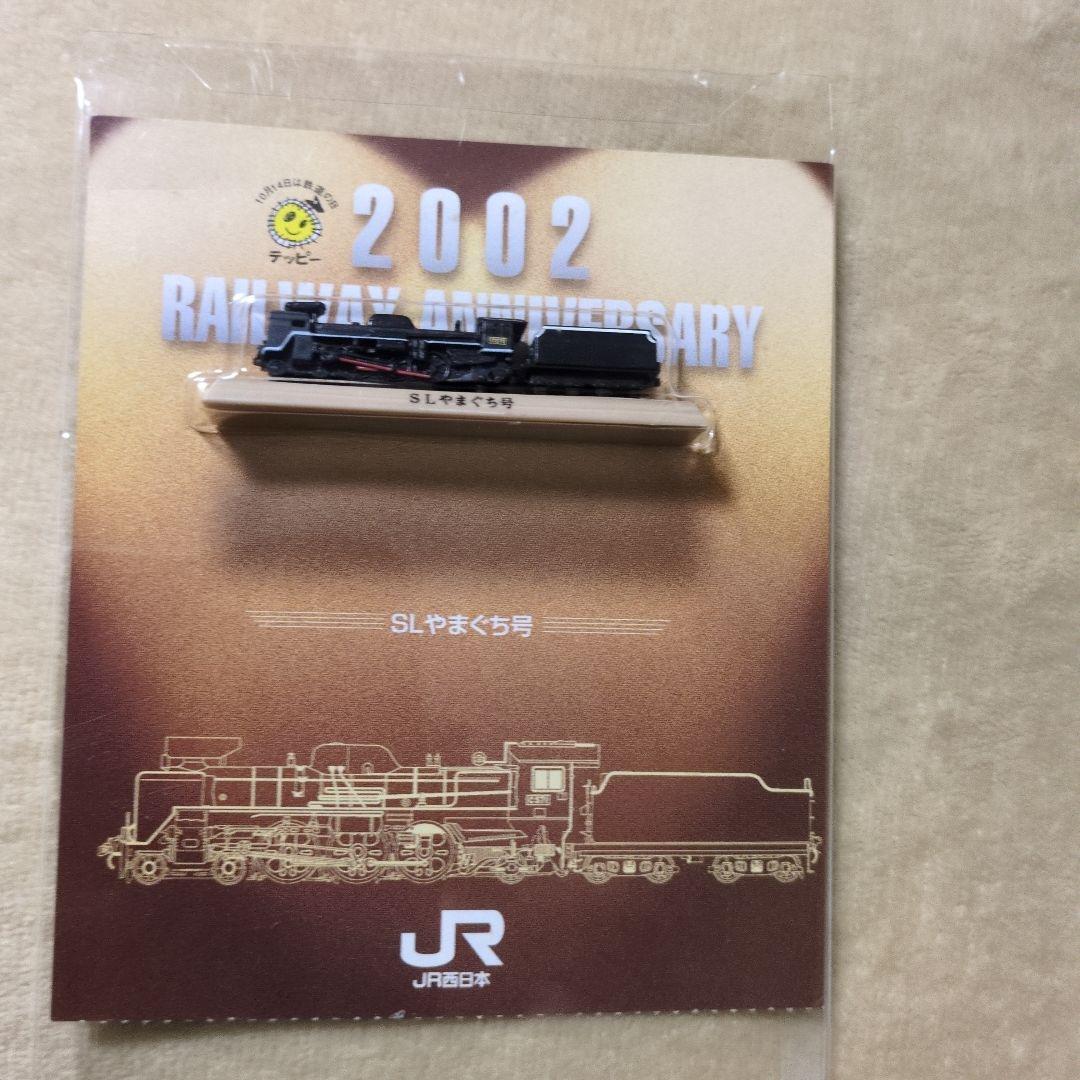 10月14日は鉄道の日
テッピー
2002
RAILWAY ANNIVERSARY
SLやまぐち号
SLやまぐち号
JR
JR西日本